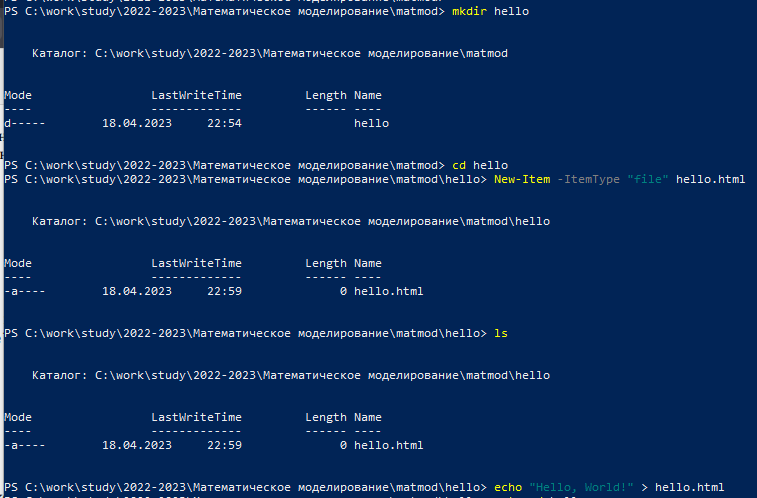 PS C:\work\study\2022-2023\Математическое моделирование\matmod> mkdir hello
Каталог: C:\work\study\2022-2023\Математическое моделирование\matmod
Mode LastWriteTime Length Name
---- ------------- ------ ----
d----- 18.04.2023 22:54 hello
PS C:\work\study\2022-2023\Математическое моделирование\matmod> cd hello
PS C:\work\study\2022-2023\Математическое моделирование\matmod\hello> New-Item -ItemType "file" hello.html
Каталог: C:\work\study\2022-2023\Математическое моделирование\matmod\hello
Mode LastWriteTime Length Name
---- ------------- ------ ----
-a---- 18.04.2023 22:59 0 hello.html
PS C:\work\study\2022-2023\Математическое моделирование\matmod\hello> ls
Каталог: C:\work\study\2022-2023\Математическое моделирование\matmod\hello
Mode LastWriteTime Length Name
---- ------------- ------ ----
-a---- 18.04.2023 22:59 0 hello.html
PS C:\work\study\2022-2023\Математическое моделирование\matmod\hello> echo "Hello, World!" > hello.html